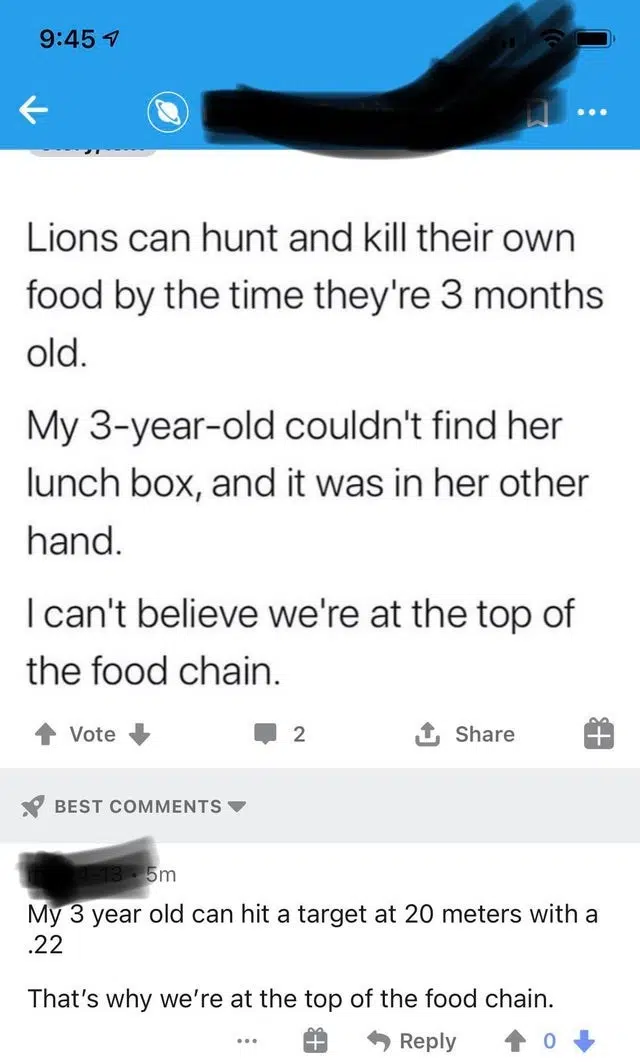 9:45
Lions can hunt and kill their own
food by the time they're 3 months
old.
My 3-year-old couldn't find her
lunch box, and it was in her other
hand.
I can't believe we're at the top of
the food chain.
Vote 2 Share
BEST COMMENTS
-13 • 5m
My 3 year old can hit a target at 20 meters with a
.22
That's why we're at the top of the food chain.
... Reply 0